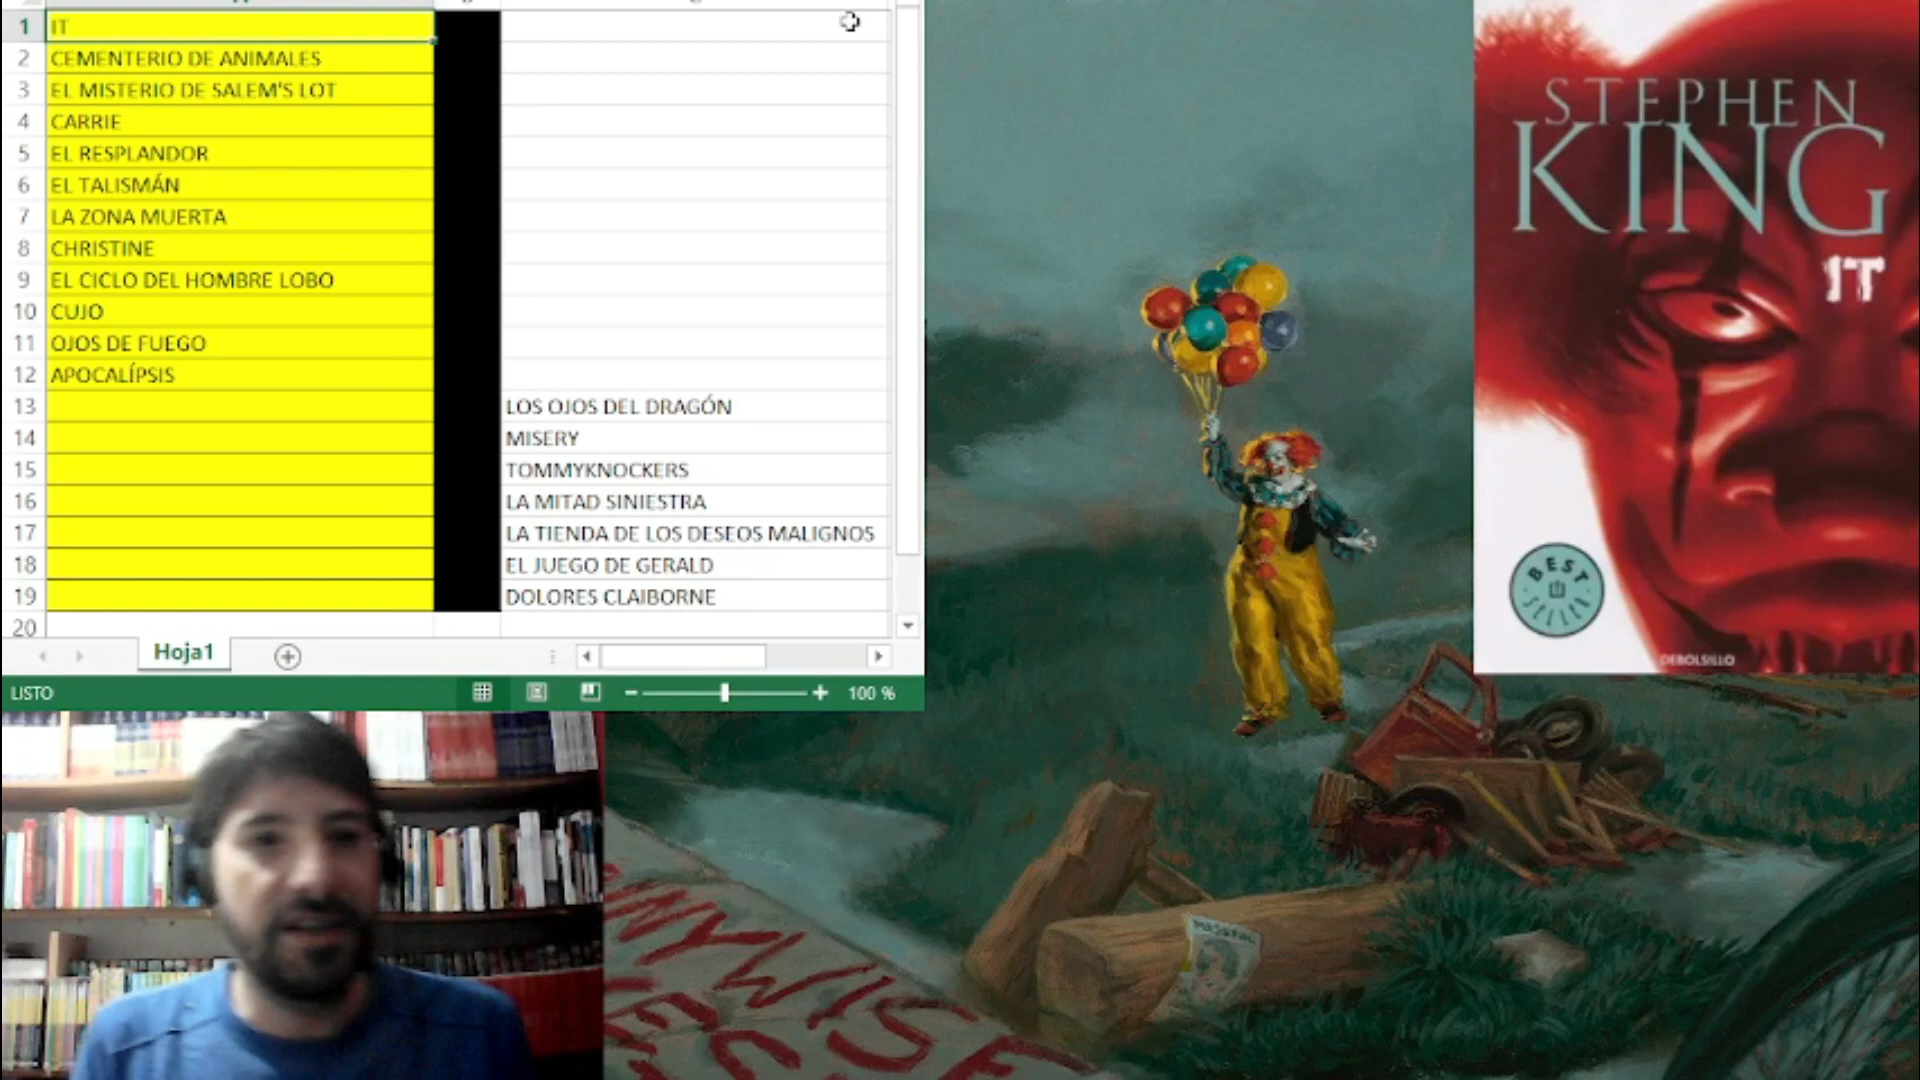 1 IT
2 CEMENTERIO DE ANIMALES
3 EL MISTERIO DE SALEM'S LOT
4 CARRIE
5 EL RESPLANDOR
6 EL TALISMÁN
7 LA ZONA MUERTA
8 CHRISTINE
9 EL CICLO DEL HOMBRE LOBO
10 CUJO
11 OJOS DE FUEGO
12 APOCALÍPSIS
13 LOS OJOS DEL DRAGÓN
14 MISERY
15 TOMMYKNOCKERS
16 LA MITAD SINIESTRA
17 LA TIENDA DE LOS DESEOS MALIGNOS
18 EL JUEGO DE GERALD
19 DOLORES CLAIBORNE
20
Hoja1
LISTO
100 %
STEPHEN
KING
IT
BEST
SELLER
DEBOLSILLO
MISSING
NYWISE